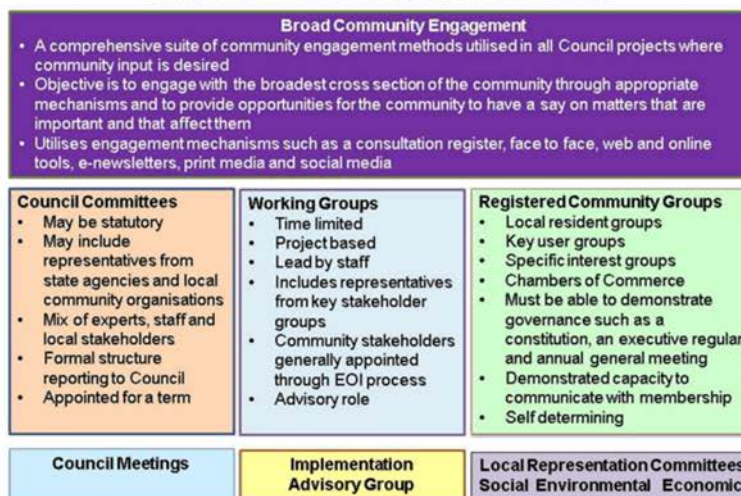 Broad Community Engagement
• A comprehensive suite of community engagement methods utilised in all Council projects where
community input is desired
• Objective is to engage with the broadest cross section of the community through appropriate
mechanisms and to provide opportunities for the community to have a say on matters that are
important and that affect them
• Utilises engagement mechanisms such as a consultation register, face to face, web and online
tools, e-newsletters, print media and social media
Council Committees
• May be statutory
• May include
representatives from
state agencies and local
community organisations
• Mix of experts, staff and
local stakeholders
• Formal structure
reporting to Council
• Appointed for a term
Working Groups
• Time limited
• Project based
• Lead by staff
• Includes representatives
from key stakeholder
groups
• Community stakeholders
generally appointed
through EOI process
• Advisory role
Registered Community Groups
• Local resident groups
• Key user groups
• Specific interest groups
• Chambers of Commerce
• Must be able to demonstrate
governance such as a
constitution, an executive regular
and annual general meeting
• Demonstrated capacity to
communicate with membership
• Self determining
Council Meetings
Implementation
Advisory Group
Local Representation Committees
Social Environmental Economic